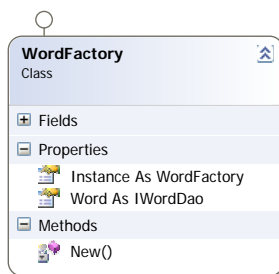 WordFactory
Class
Fields
Properties
Instance As WordFactory
Word As IWordDao
Methods
New()